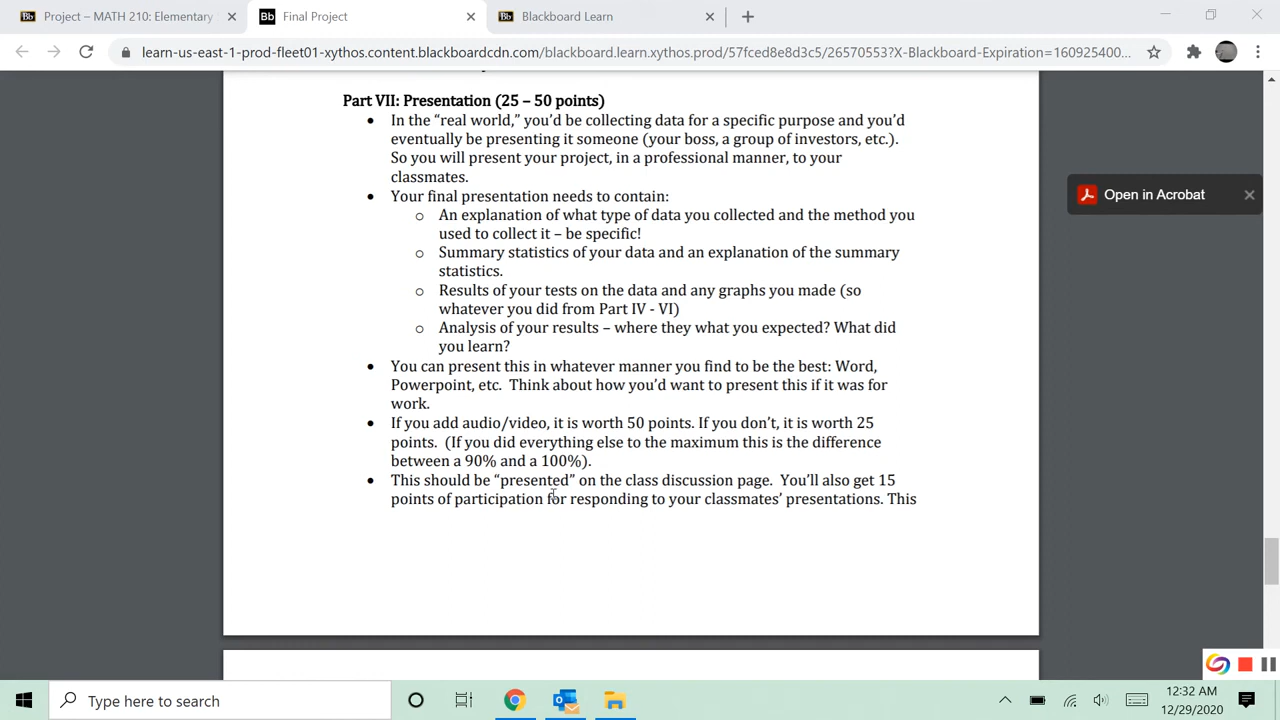 Project – MATH 210: Elementary
Final Project
Blackboard Learn
learn-us-east-1-prod-fleet01-xythos.content.blackboardcdn.com/blackboard.learn.xythos.prod/57fced8e8d3c5/26570553?X-Blackboard-Expiration=160925400...
Part VII: Presentation (25 – 50 points)
• In the “real world,” you’d be collecting data for a specific purpose and you’d
eventually be presenting it someone (your boss, a group of investors, etc.).
So you will present your project, in a professional manner, to your
classmates.
• Your final presentation needs to contain:
o An explanation of what type of data you collected and the method you
used to collect it – be specific!
o Summary statistics of your data and an explanation of the summary
statistics.
o Results of your tests on the data and any graphs you made (so
whatever you did from Part IV - VI)
o Analysis of your results – where they what you expected? What did
you learn?
• You can present this in whatever manner you find to be the best: Word,
Powerpoint, etc.  Think about how you’d want to present this if it was for
work.
• If you add audio/video, it is worth 50 points. If you don’t, it is worth 25
points.  (If you did everything else to the maximum this is the difference
between a 90% and a 100%).
• This should be “presented” on the class discussion page.  You’ll also get 15
points of participation for responding to your classmates’ presentations. This
Open in Acrobat
Type here to search
12:32 AM
12/29/2020